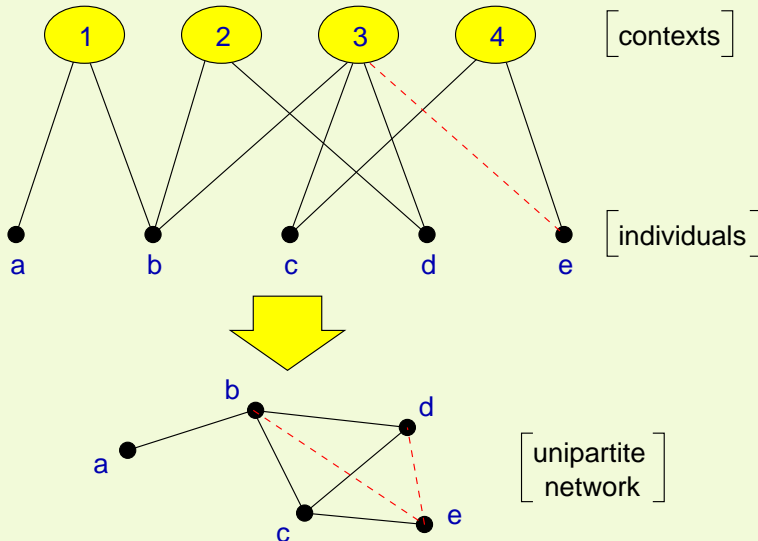 1 2 3 4 [contexts]
[individuals]
a b c d e
b d
a
[unipartite
network]
c e